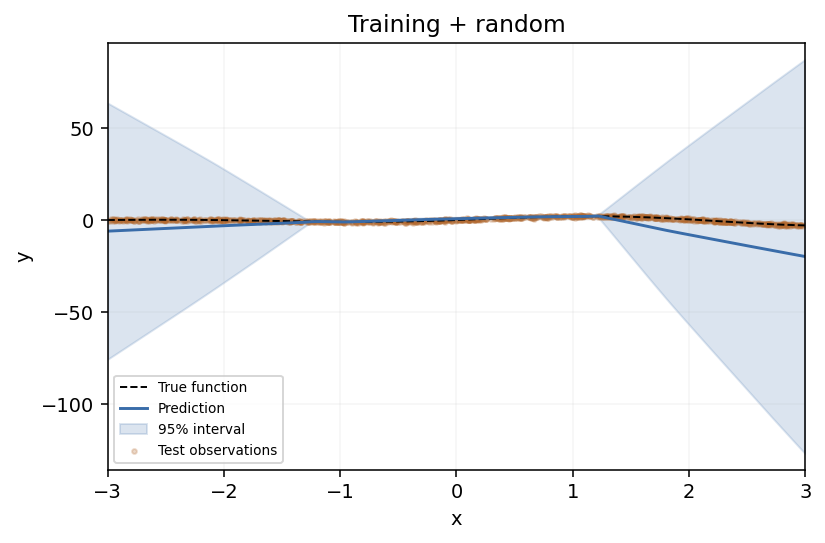 Training + random
y
50
0
−50
−100
True function
Prediction
95% interval
Test observations
−3
−2
−1
0
1
2
3
x